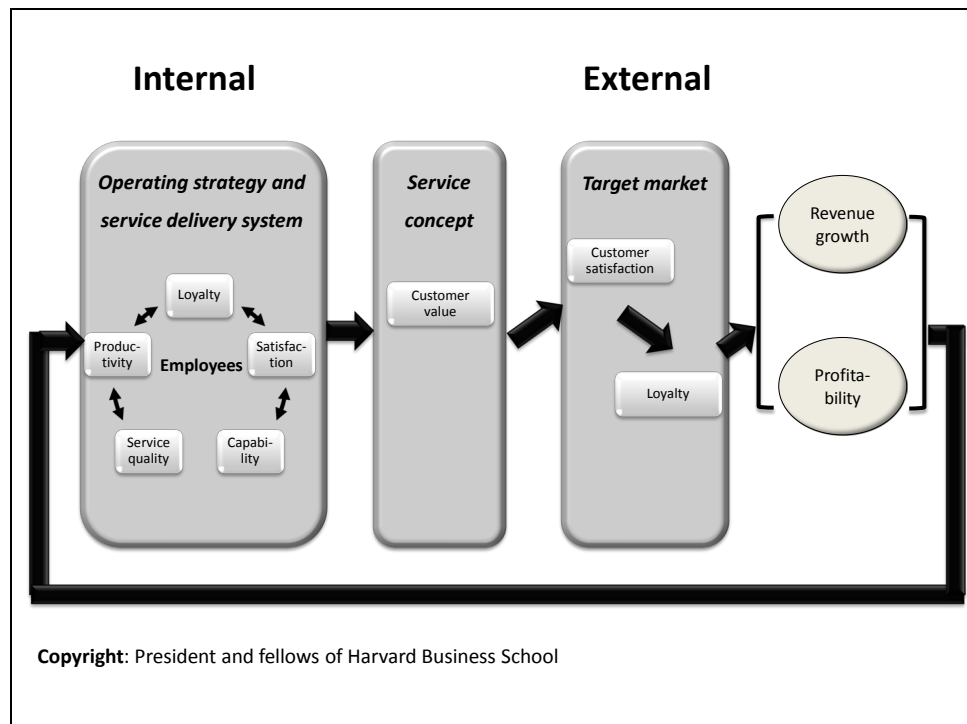 Internal
External
Operating strategy and
service delivery system
Loyalty
Produc-
tivity
Employees
Satisfac-
tion
Service
quality
Capabi-
lity
Service
concept
Customer
value
Target market
Customer
satisfaction
Loyalty
Revenue
growth
Profita-
bility
Copyright: President and fellows of Harvard Business School